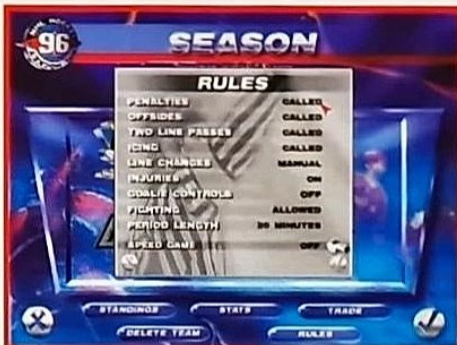 96
SEASON
RULES
PENALTIES CALLED
OFFSIDES CALLED
TWO LINE PASSES CALLED
ICING CALLED
LINE CHANGES MANUAL
INJURIES ON
GOALIE CONTROLS OFF
FIGHTING ALLOWED
PERIOD LENGTH 20 MINUTES
SPEED GAME OFF
STANDINGS STATS TRADE
DELETE TEAM RULES